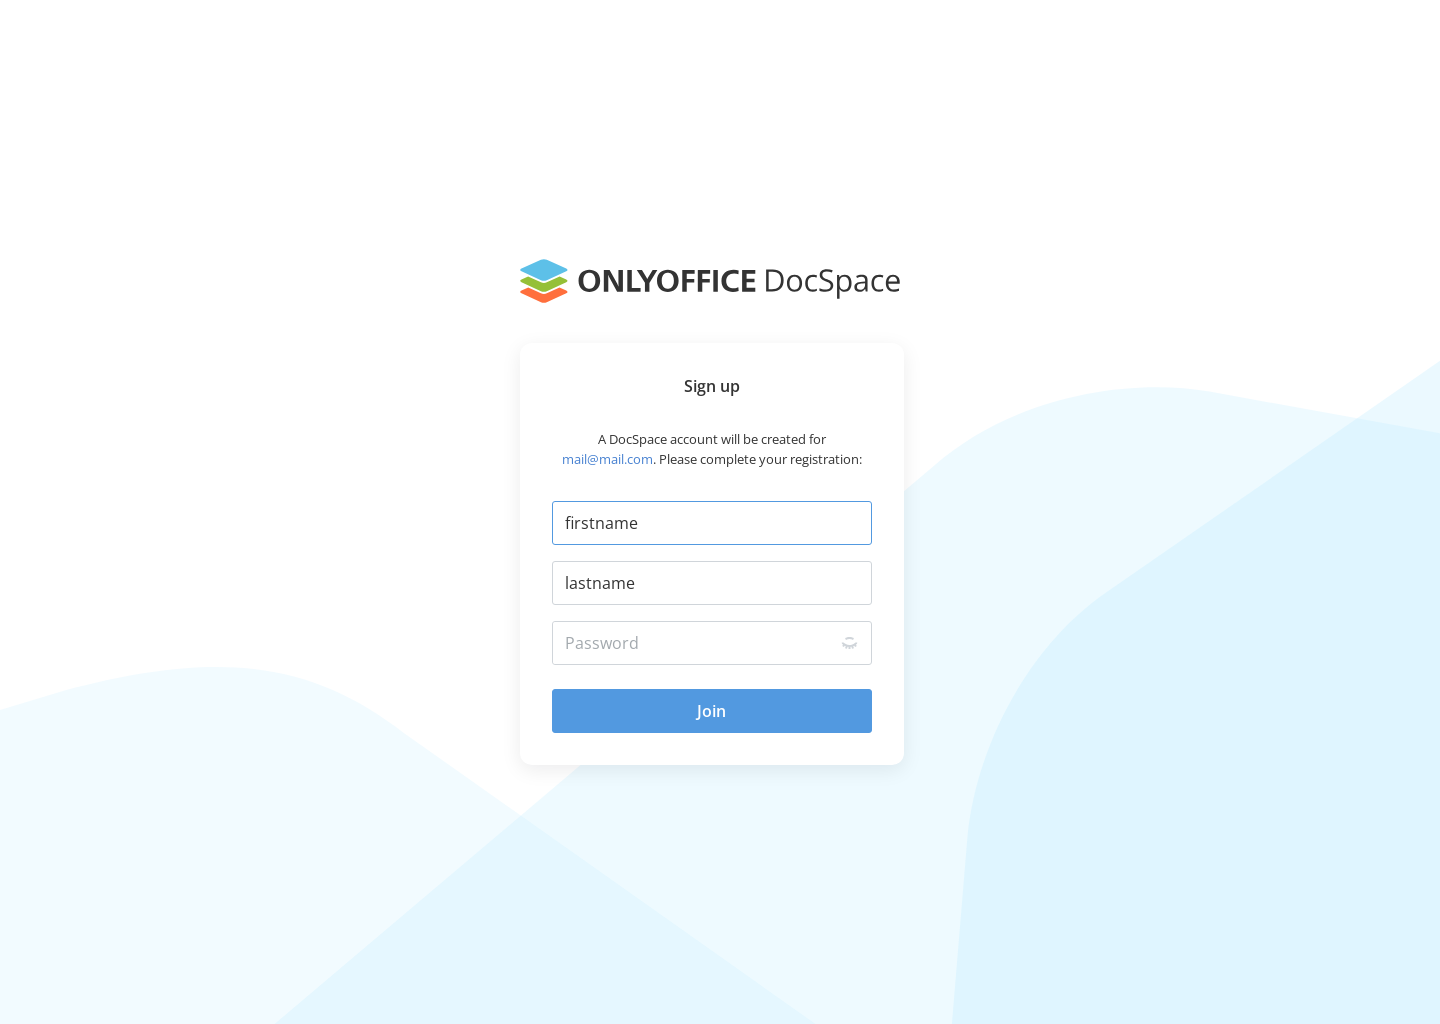 ONLYOFFICE DocSpace
Sign up
A DocSpace account will be created for
mail@mail.com. Please complete your registration:
firstname
lastname
Password
Join